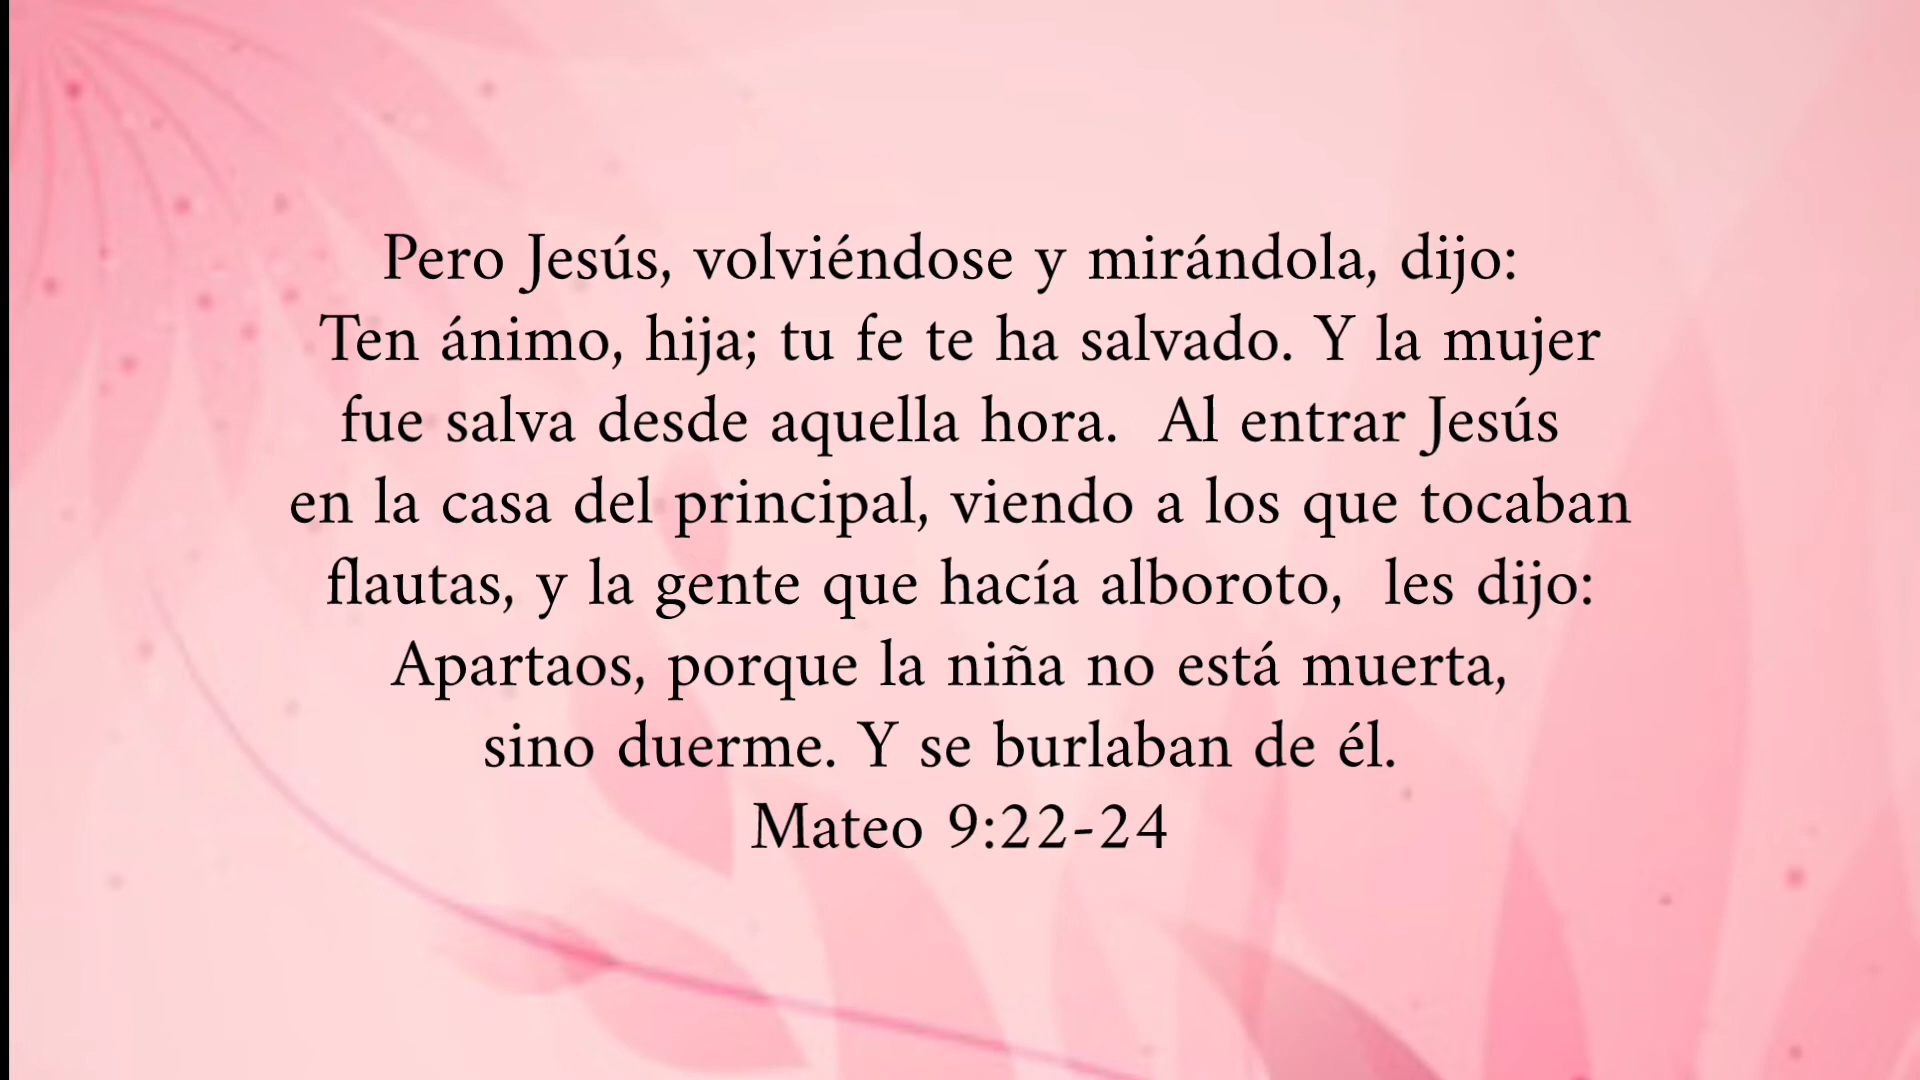 Pero Jesús, volviéndose y mirándola, dijo:
Ten ánimo, hija; tu fe te ha salvado. Y la mujer
fue salva desde aquella hora.  Al entrar Jesús
en la casa del principal, viendo a los que tocaban
flautas, y la gente que hacía alboroto,  les dijo:
Apartaos, porque la niña no está muerta,
sino duerme. Y se burlaban de él.
Mateo 9:22-24